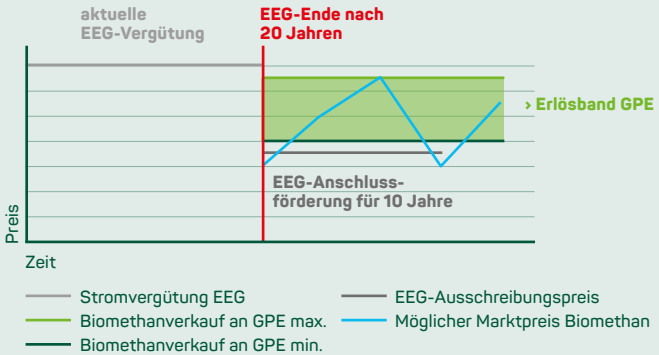 aktuelle
EEG-Vergütung
EEG-Ende nach
20 Jahren
› Erlösband GPE
EEG-Anschluss-
förderung für 10 Jahre
Preis
Zeit
Stromvergütung EEG
Biomethanverkauf an GPE max.
Biomethanverkauf an GPE min.
EEG-Ausschreibungspreis
Möglicher Marktpreis Biomethan